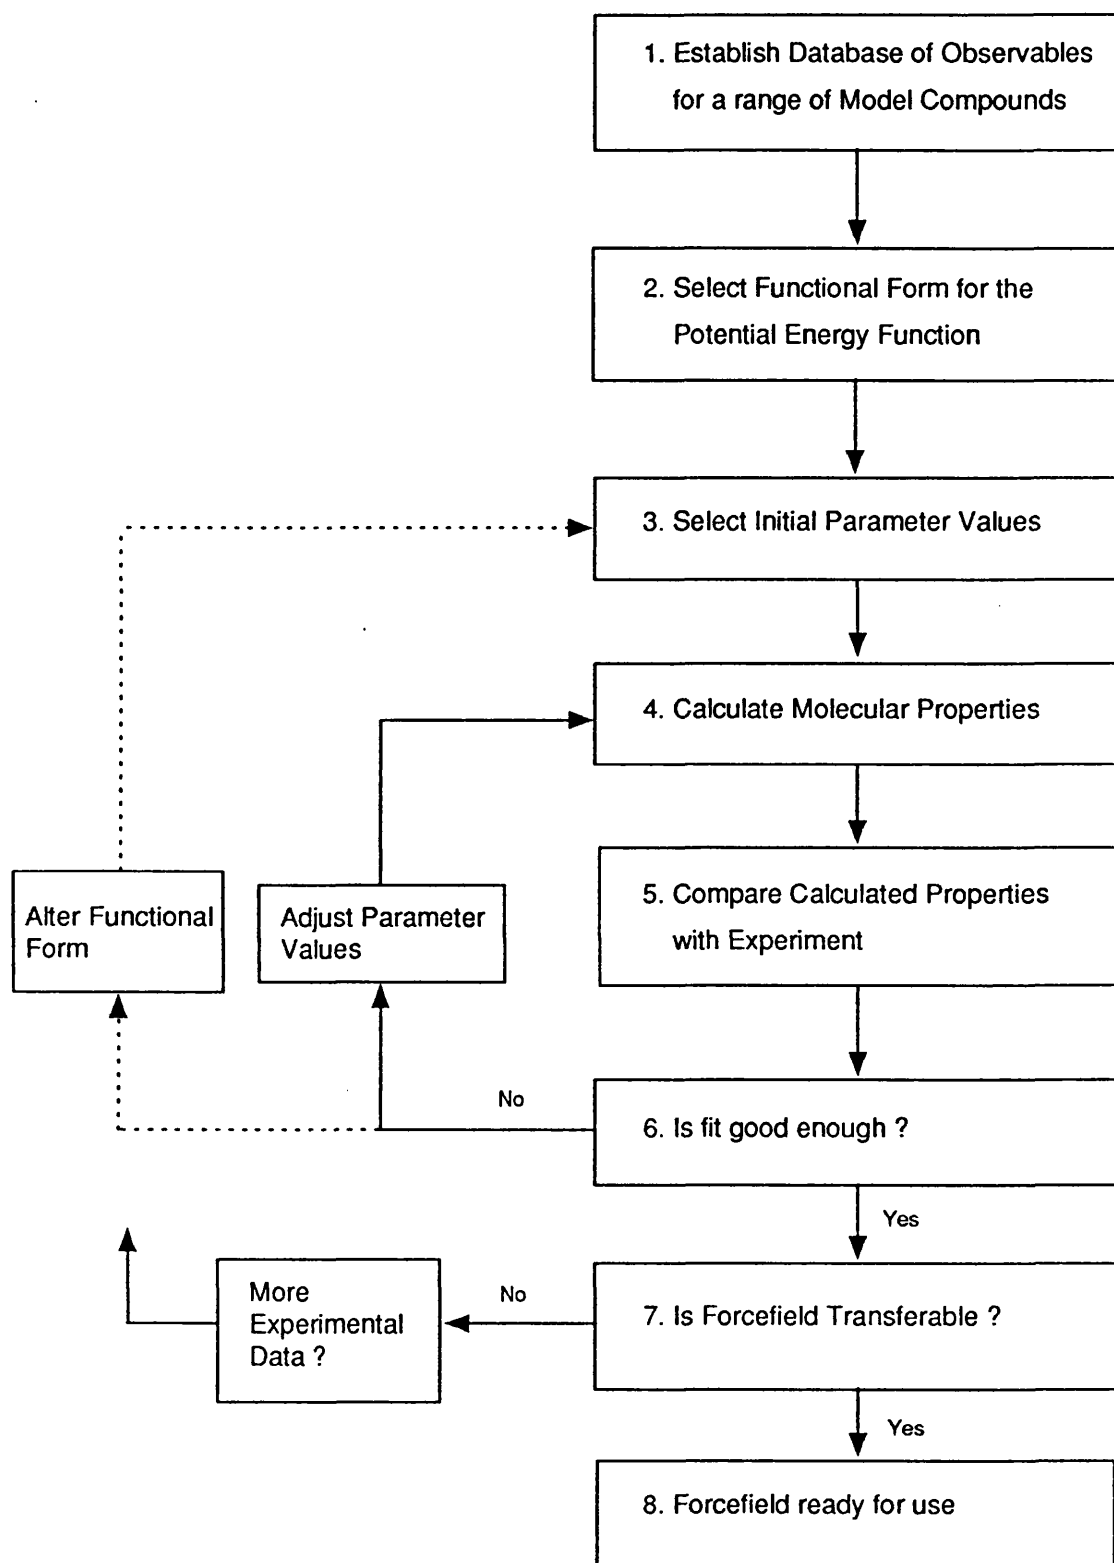 1. Establish Database of Observables
for a range of Model Compounds
2. Select Functional Form for the
Potential Energy Function
3. Select Initial Parameter Values
4. Calculate Molecular Properties
Alter Functional
Form
Adjust Parameter
Values
5. Compare Calculated Properties
with Experiment
No
6. Is fit good enough ?
Yes
More
Experimental
Data ?
No
7. Is Forcefield Transferable ?
Yes
8. Forcefield ready for use